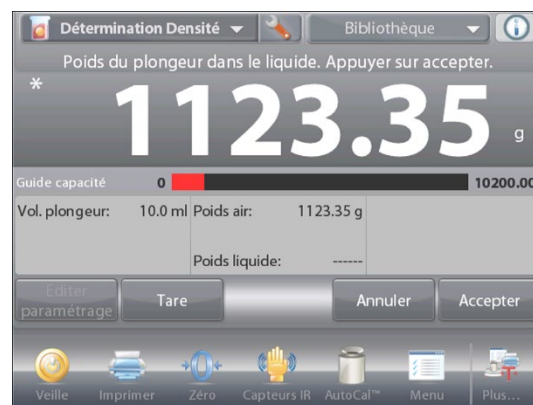 Détermination Densité Bibliothèque
Poids du plongeur dans le liquide. Appuyer sur accepter.
* 1123.35 g
Guide capacité 0 10200.00
Vol. plongeur: 10.0 ml Poids air: 1123.35 g
Poids liquide: ------
Editer paramétrage Tare Annuler Accepter
Veille Imprimer Zéro Capteurs IR AutoCal™ Menu Plus...